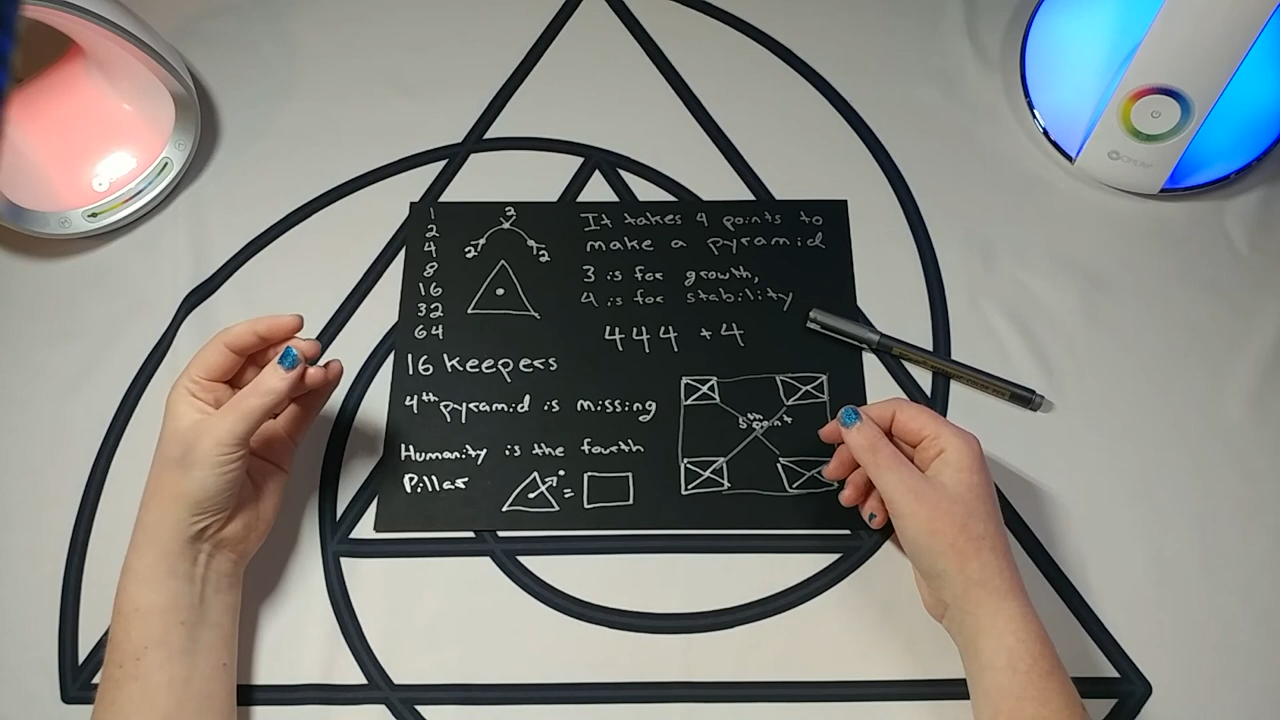 1
2
4
8
16
32
64
2
2
2
It takes 4 points to
make a pyramid
3 is for growth,
4 is for stability
444 +4
16 Keepers
4th pyramid is missing
Humanity is the fourth
Pillar
=
5th
point